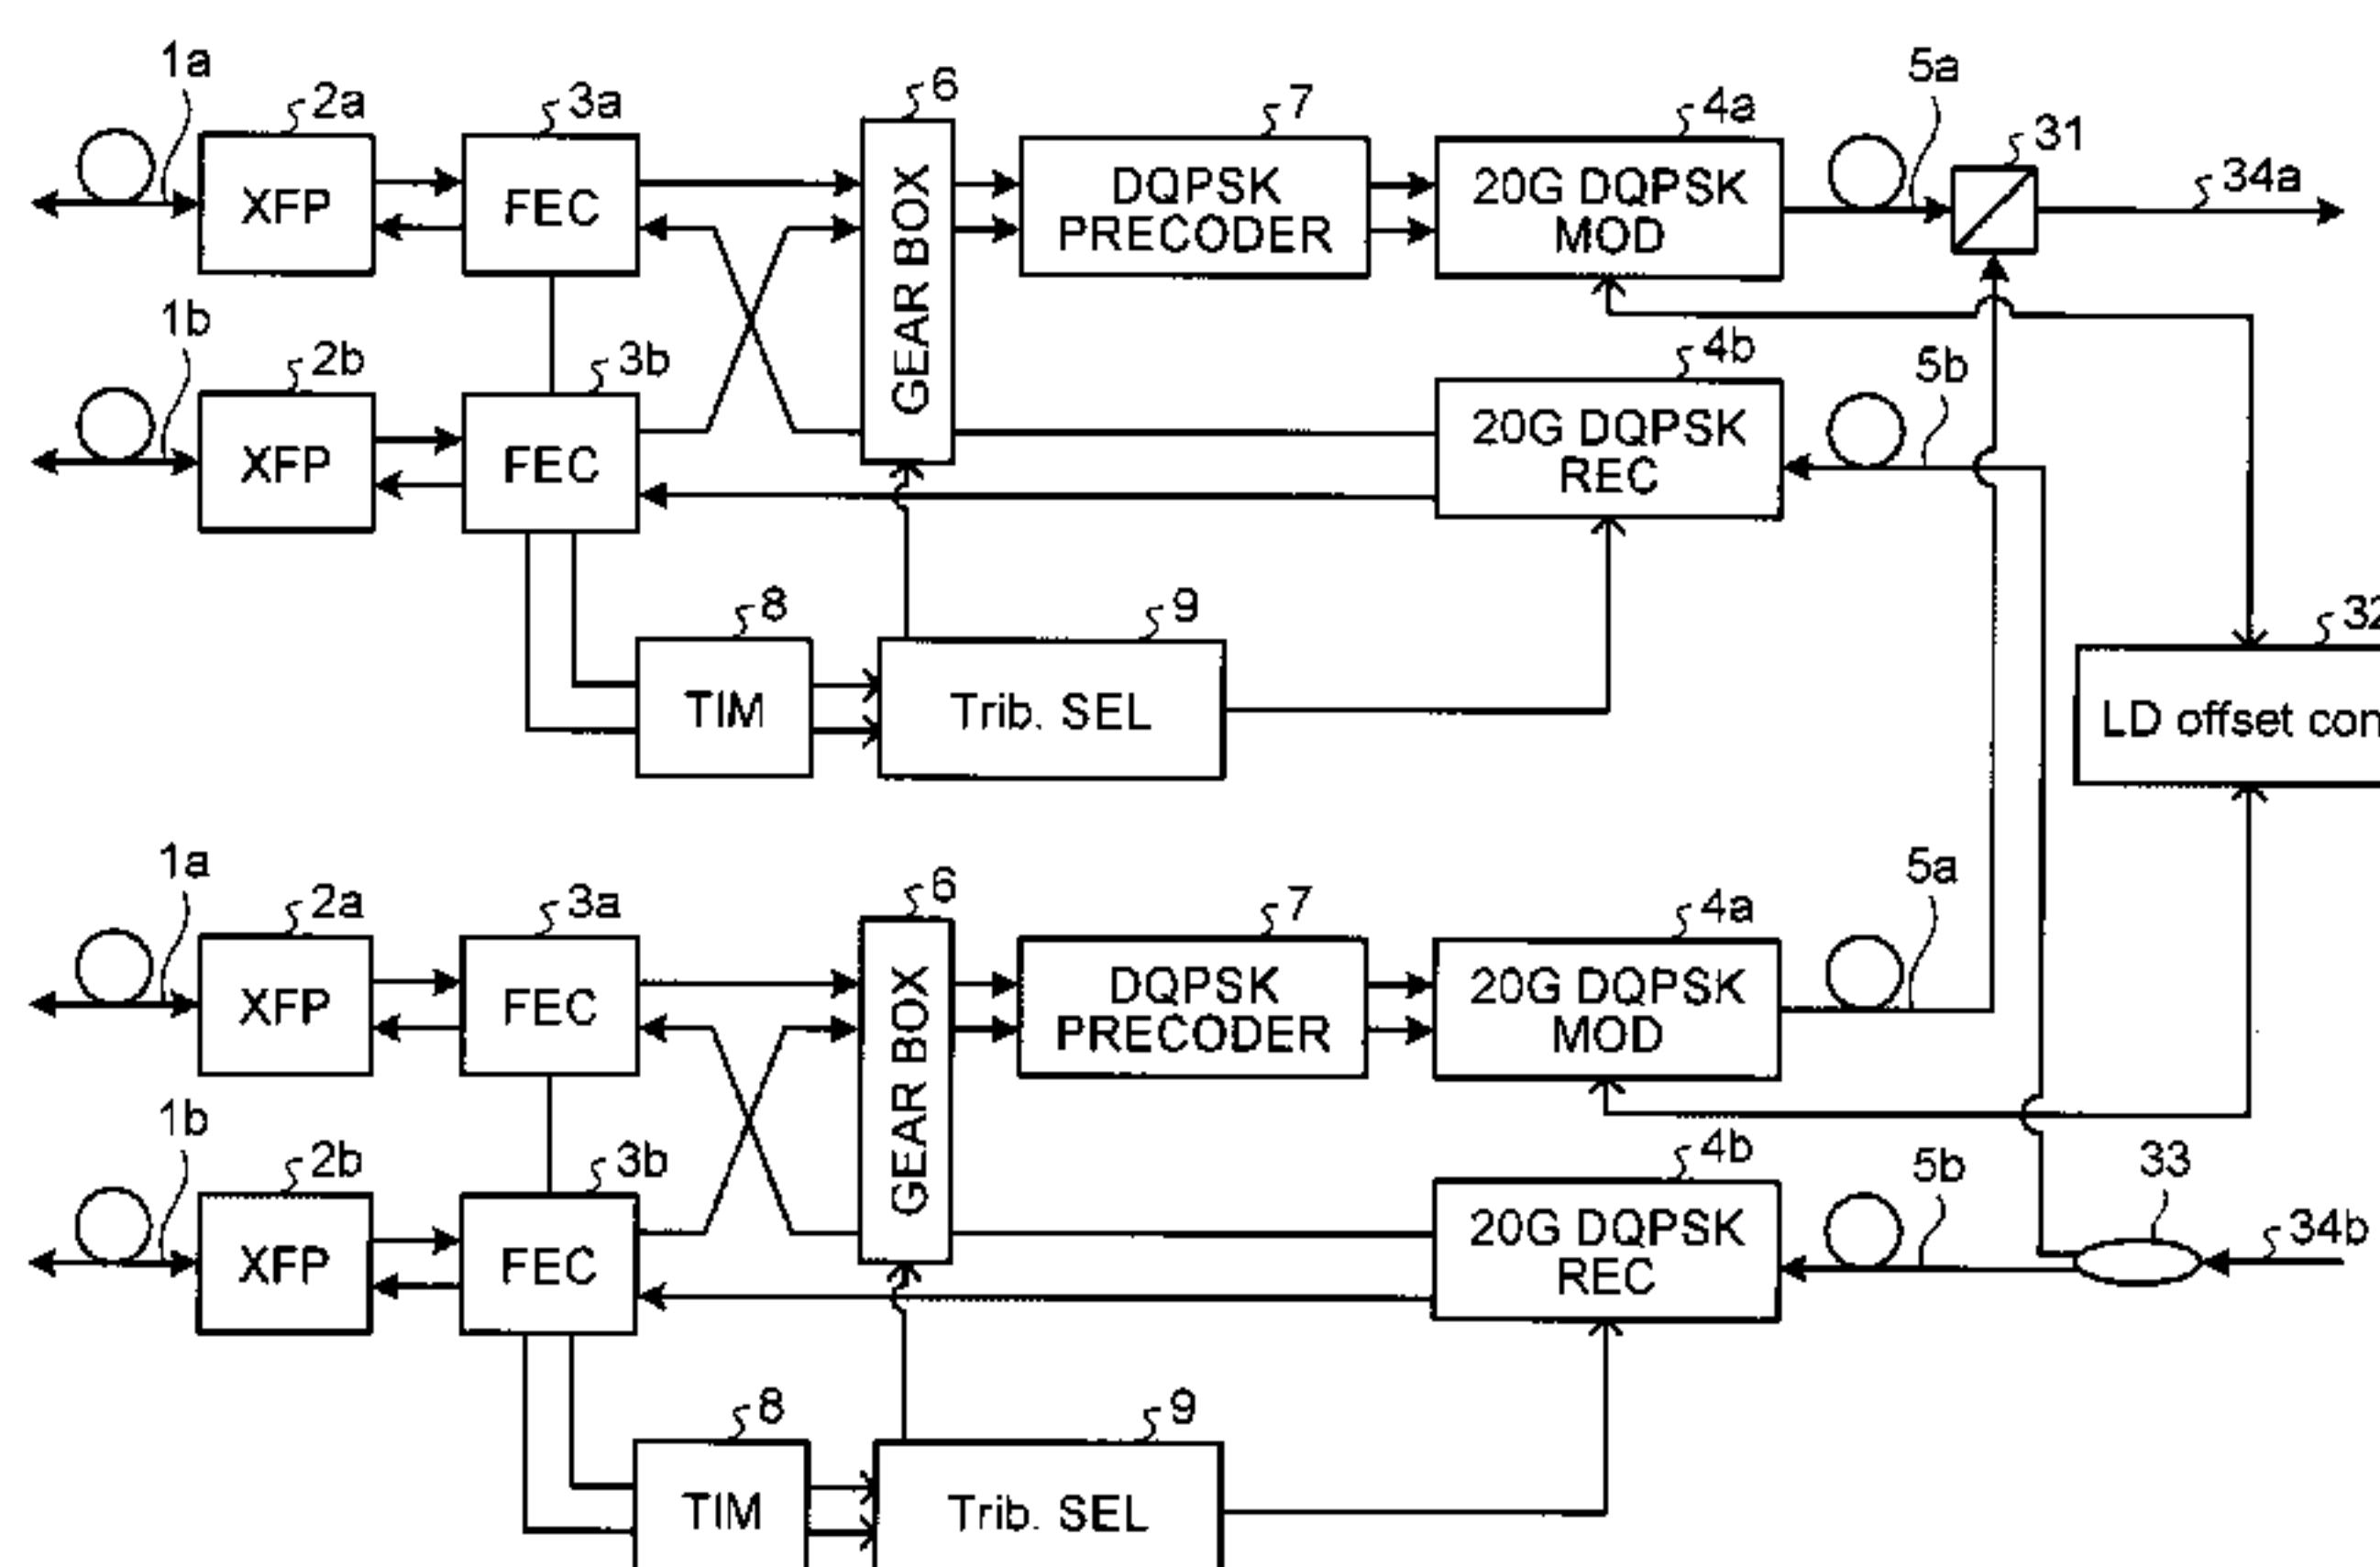 1a
2a
3a
6
7
4a
5a
31
34a
XFP
FEC
GEAR BOX
DQPSK
PRECODER
20G DQPSK
MOD
1b
2b
3b
4b
5b
XFP
FEC
20G DQPSK
REC
8
9
32
TIM
Trib. SEL
LD offset con
1a
2a
3a
6
7
4a
5a
XFP
FEC
GEAR BOX
DQPSK
PRECODER
20G DQPSK
MOD
1b
2b
3b
4b
5b
33
34b
XFP
FEC
20G DQPSK
REC
8
9
TIM
Trib. SEL